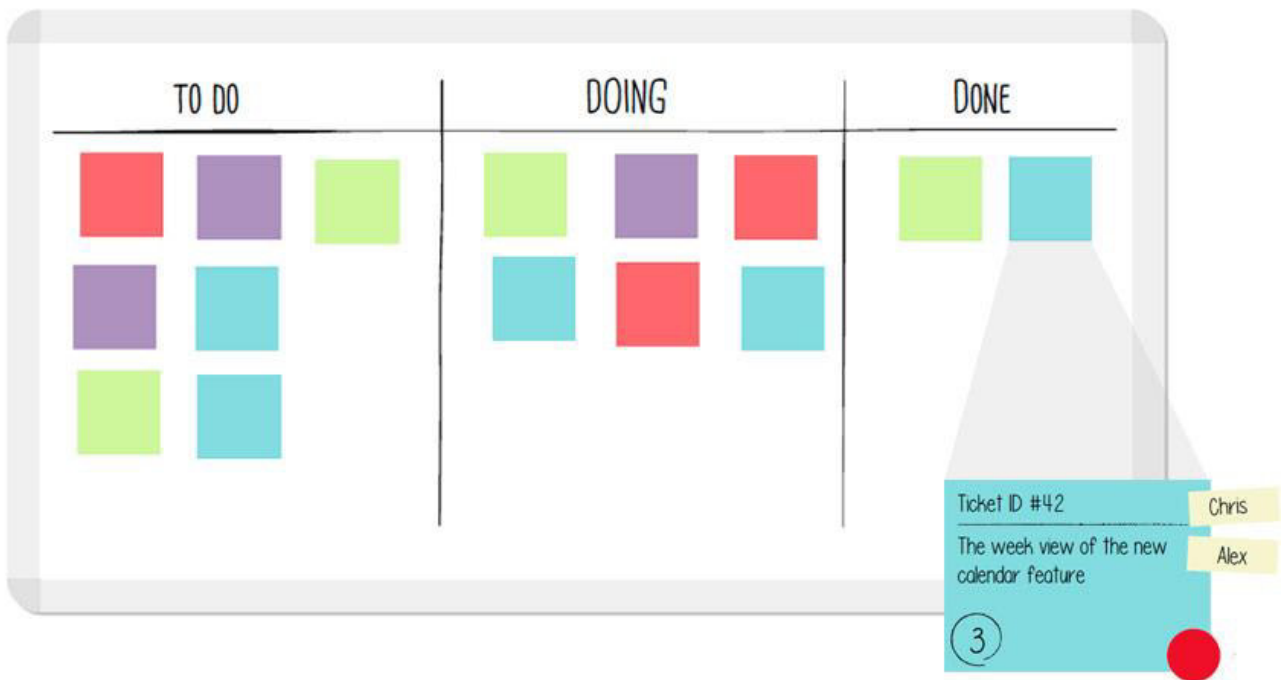 TO DO
DOING
DONE
Ticket ID #42
Chris
The week view of the new
calendar feature
Alex
3